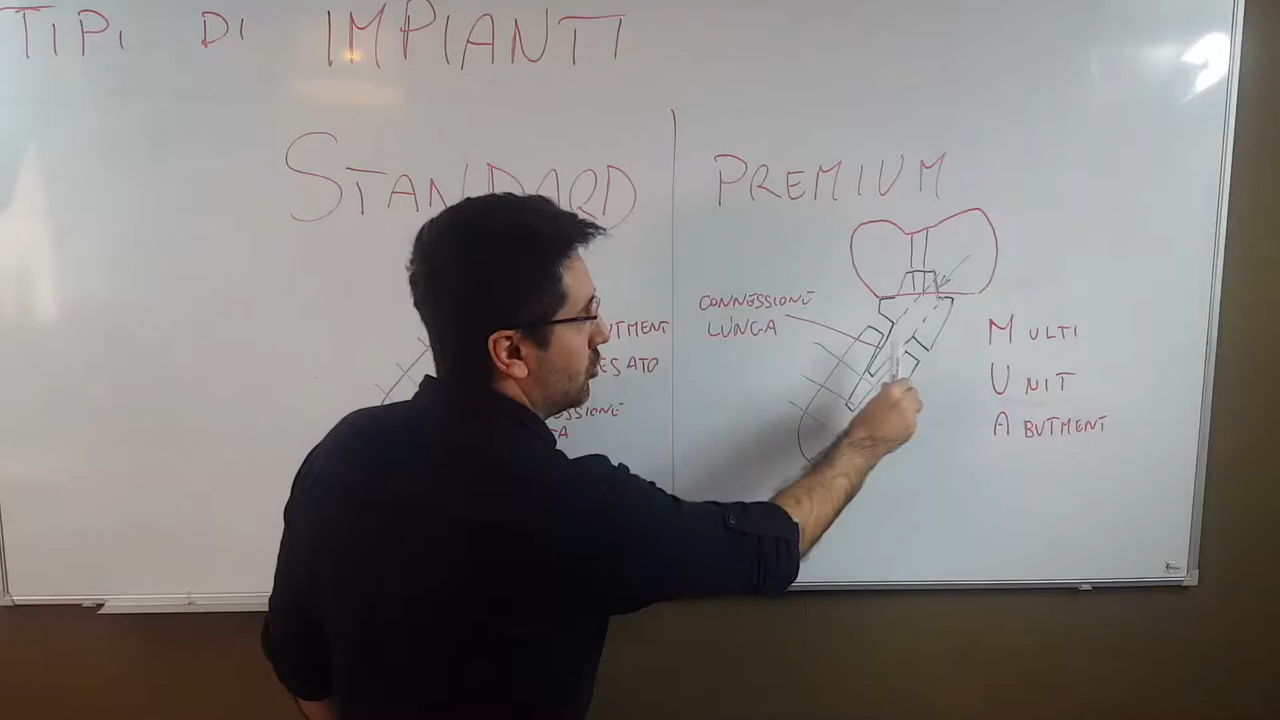 TIPI DI IMPIANTI
STANDARD
PREMIUM
CONNESSIONE
LUNGA
MULTI
UNIT
ABUTMENT